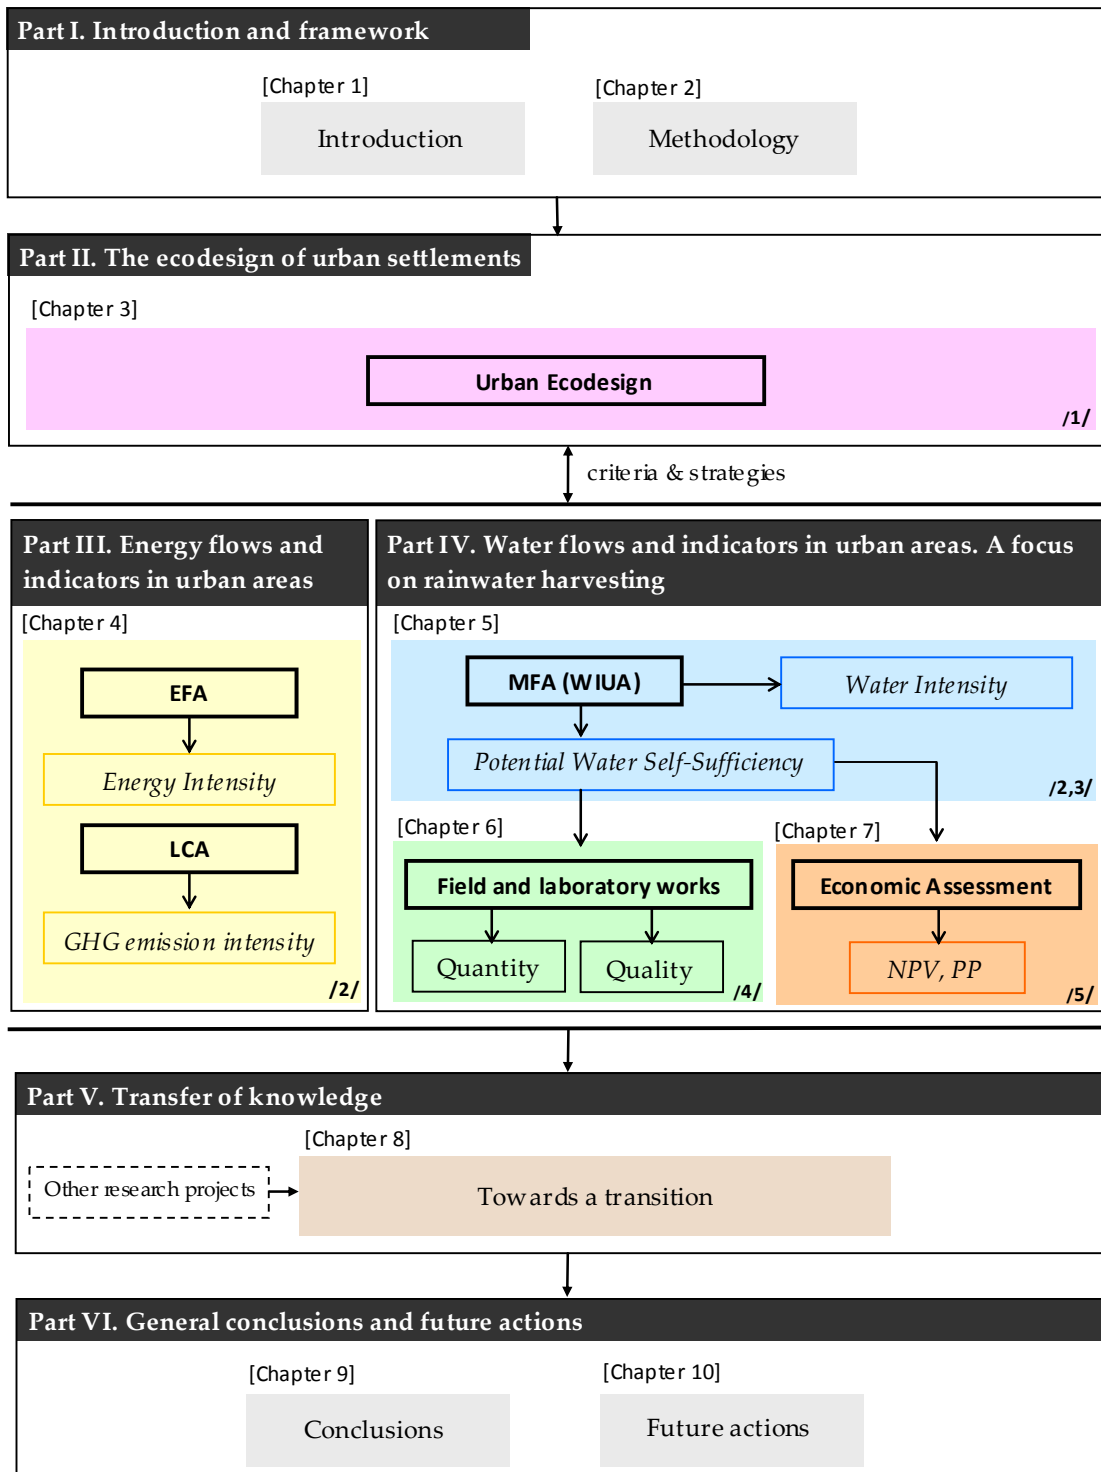 Part I. Introduction and framework
[Chapter 1]
[Chapter 2]
Introduction
Methodology
Part II. The ecodesign of urban settlements
[Chapter 3]
Urban Ecodesign
/1/
criteria & strategies
Part III. Energy flows and
indicators in urban areas
Part IV. Water flows and indicators in urban areas. A focus
on rainwater harvesting
[Chapter 4]
EFA
Energy Intensity
LCA
GHG emission intensity
/2/
[Chapter 5]
MFA (WIUA)
Water Intensity
Potential Water Self-Sufficiency
/2,3/
[Chapter 6]
Field and laboratory works
Quantity
Quality
/4/
[Chapter 7]
Economic Assessment
NPV, PP
/5/
Part V. Transfer of knowledge
[Chapter 8]
Other research projects
Towards a transition
Part VI. General conclusions and future actions
[Chapter 9]
[Chapter 10]
Conclusions
Future actions